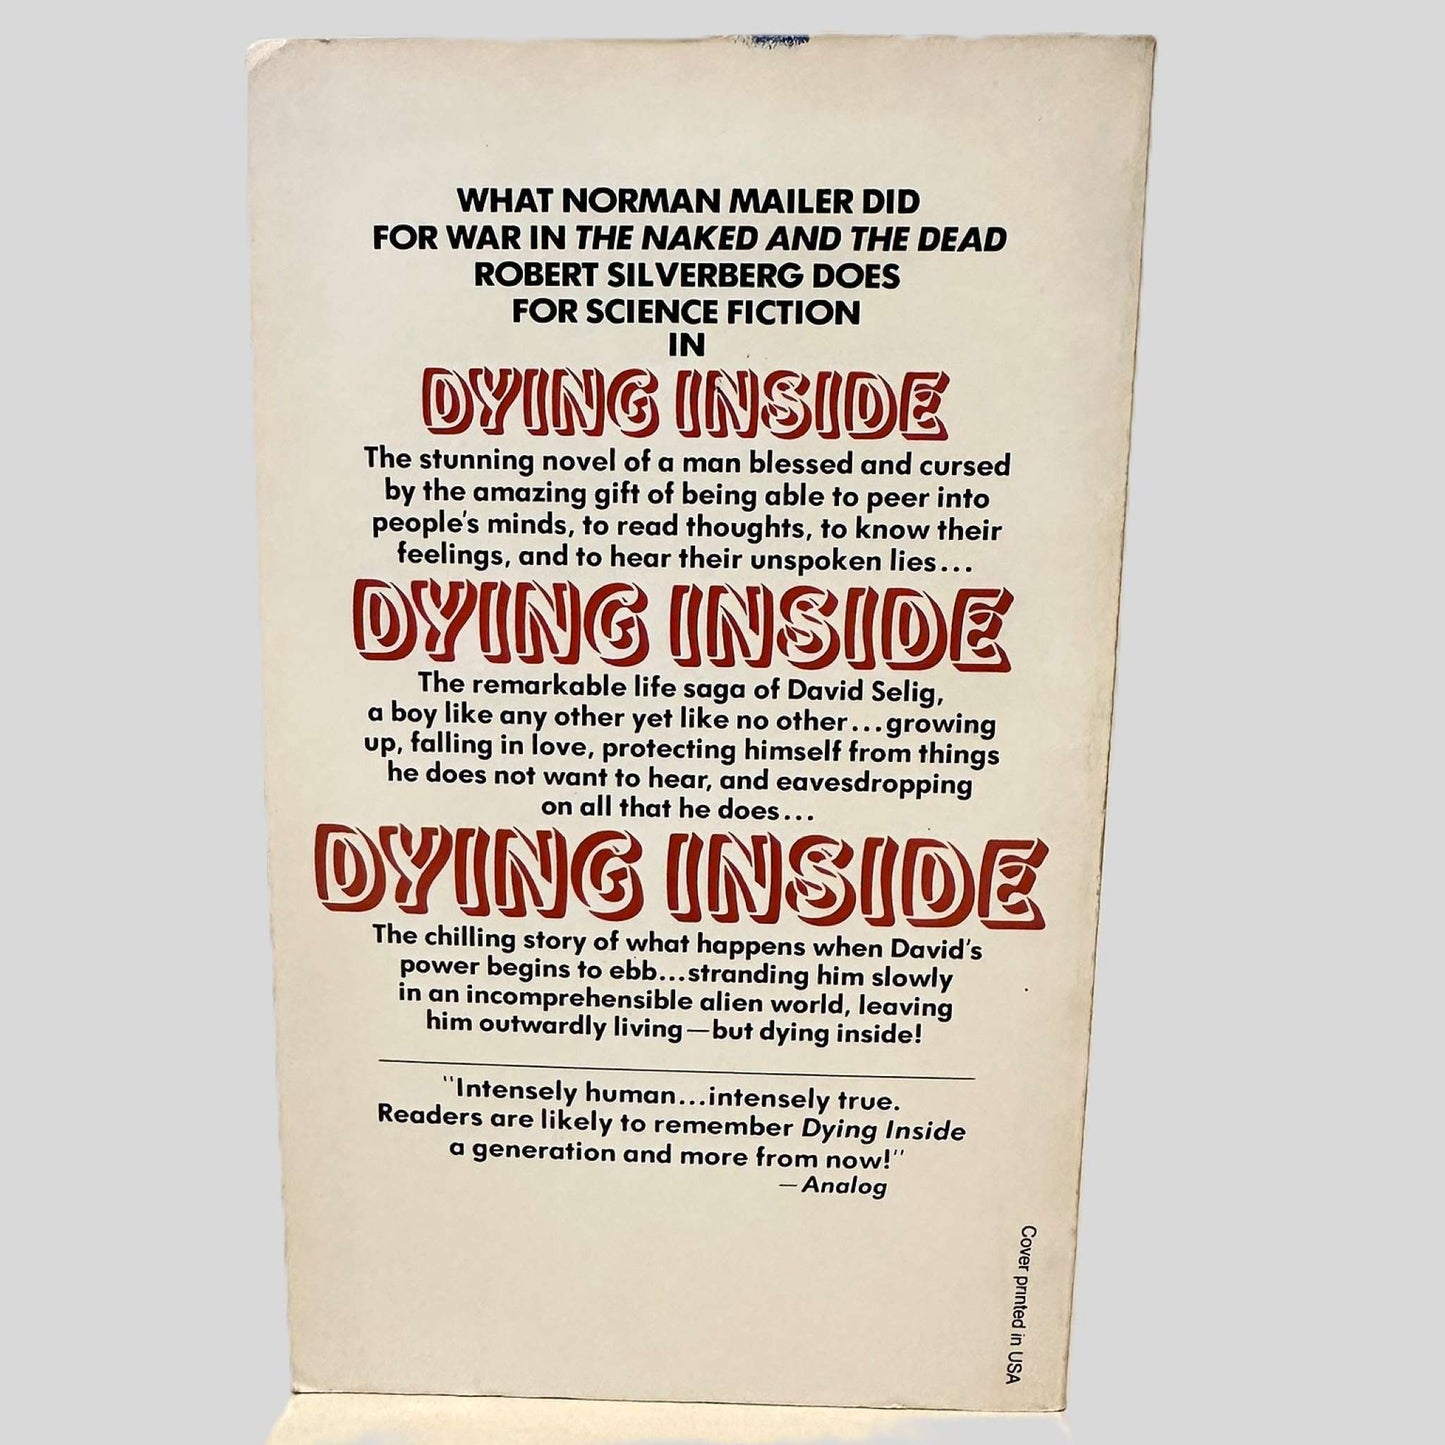 WHAT NORMAN MAILER DID
FOR WAR IN THE NAKED AND THE DEAD
ROBERT SILVERBERG DOES
FOR SCIENCE FICTION
IN
DYING INSIDE
The stunning novel of a man blessed and cursed
by the amazing gift of being able to peer into
people's minds, to read thoughts, to know their
feelings, and to hear their unspoken lies...
DYING INSIDE
The remarkable life saga of David Selig,
a boy like any other yet like no other...growing
up, falling in love, protecting himself from things
he does not want to hear, and eavesdropping
on all that he does...
DYING INSIDE
The chilling story of what happens when David's
power begins to ebb...stranding him slowly
in an incomprehensible alien world, leaving
him outwardly living—but dying inside!
"Intensely human...intensely true.
Readers are likely to remember Dying Inside
a generation and more from now!"
—Analog
Cover printed in USA